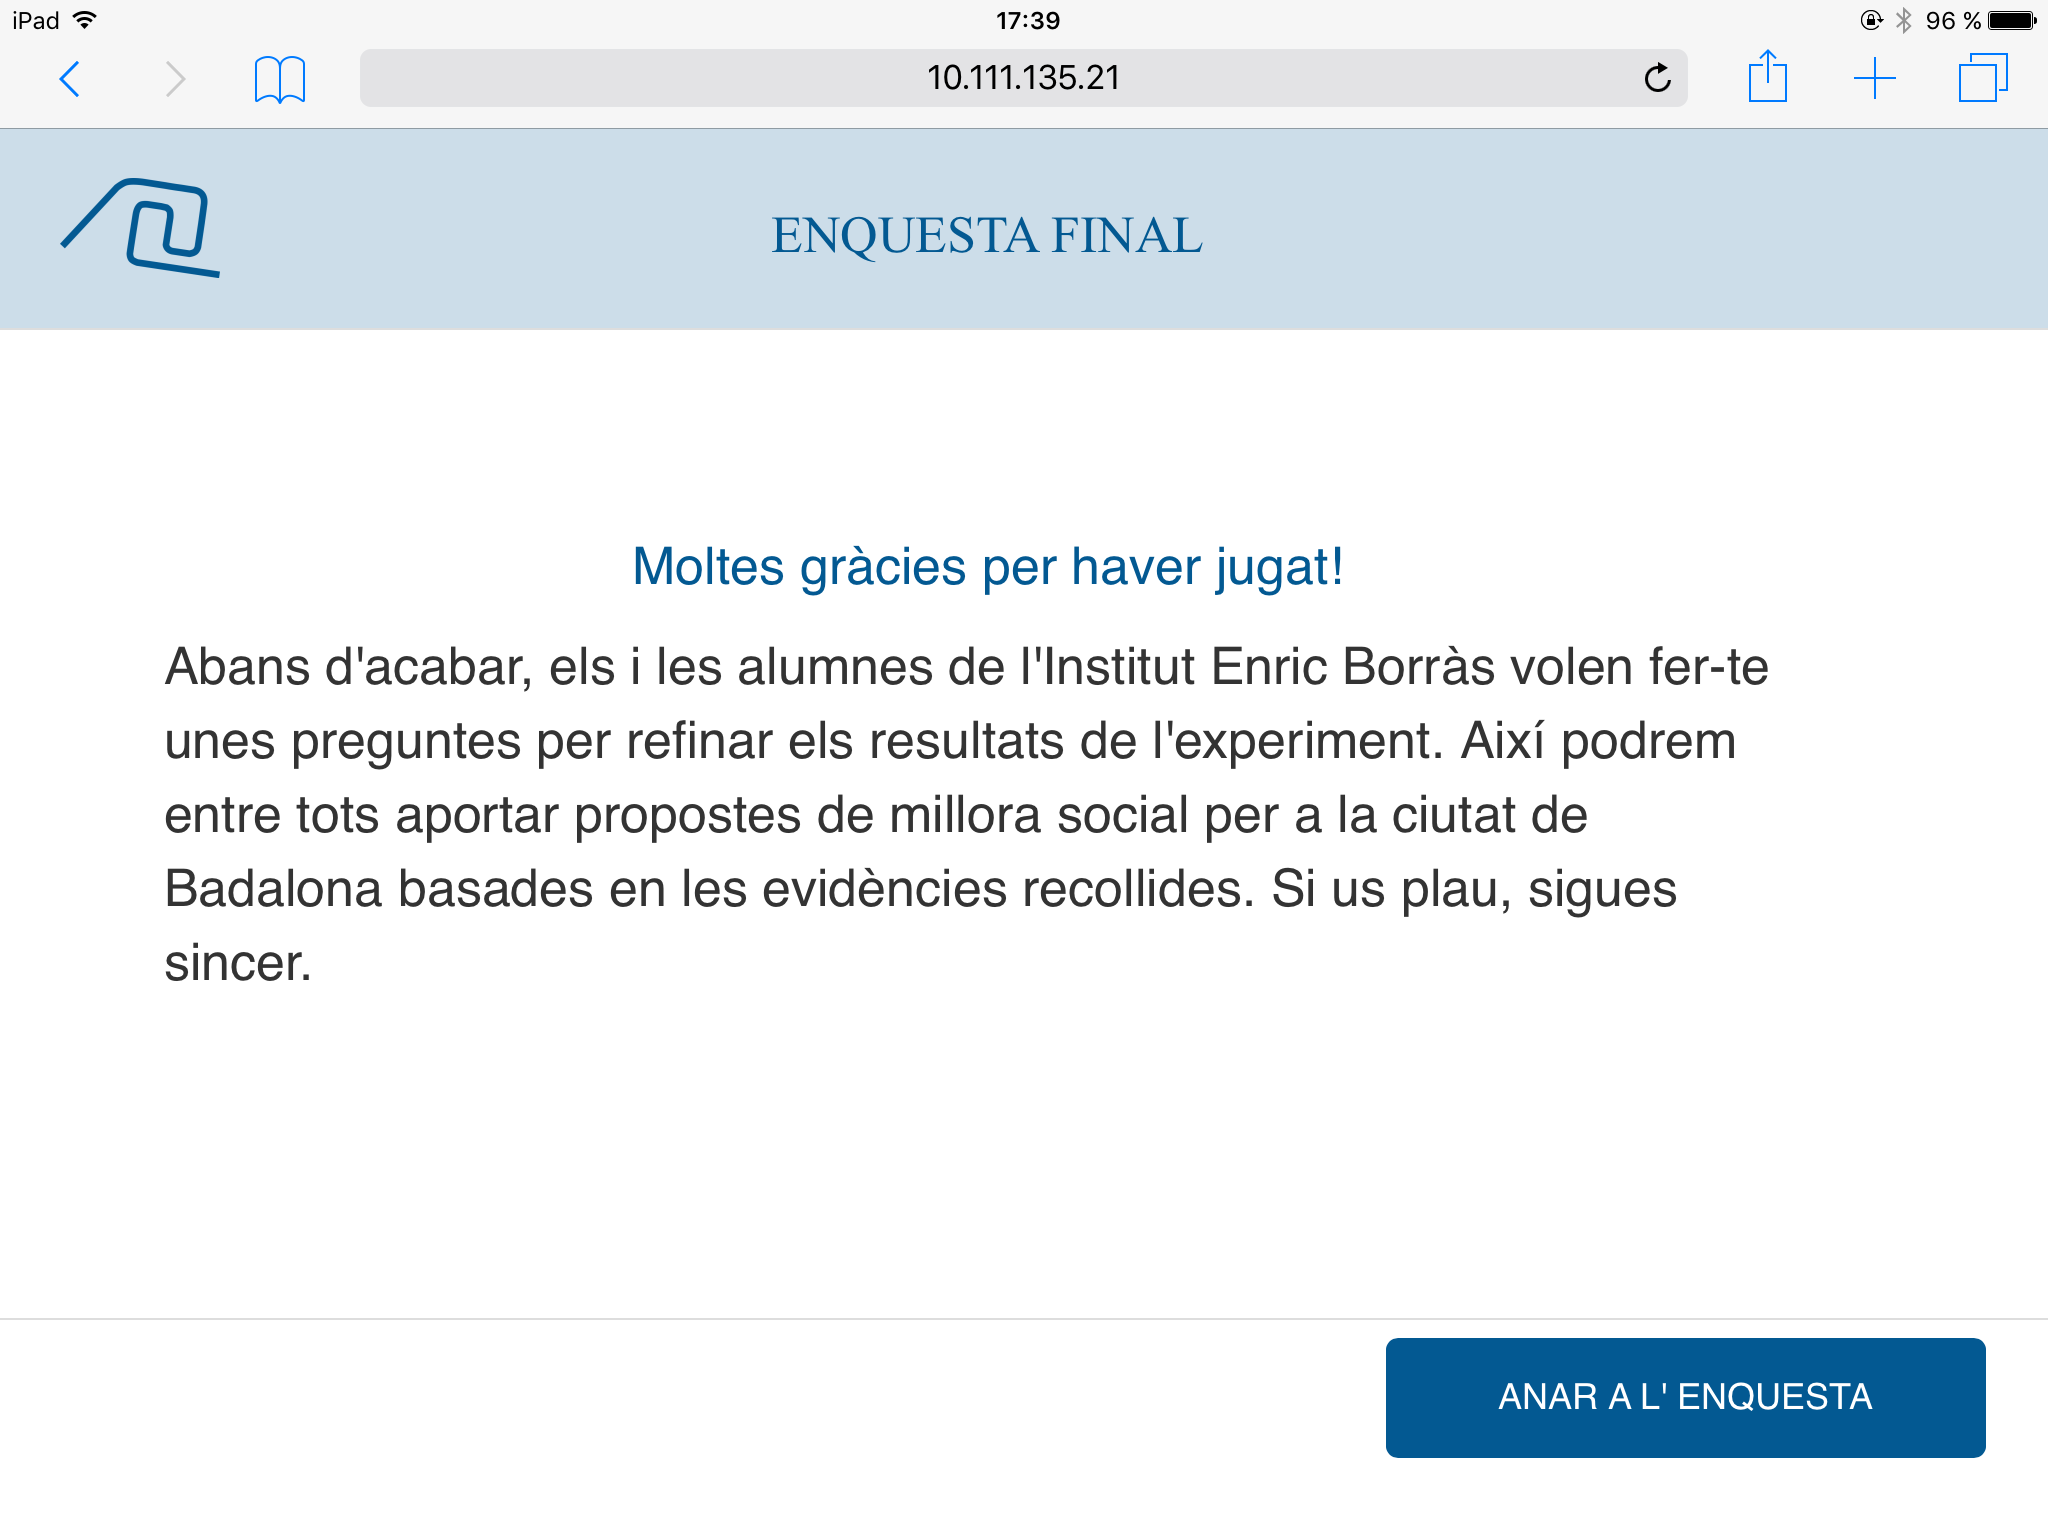 iPad 17:39 96 %
10.111.135.21
ENQUESTA FINAL
Moltes gràcies per haver jugat!
Abans d'acabar, els i les alumnes de l'Institut Enric Borràs volen fer-te
unes preguntes per refinar els resultats de l'experiment. Així podrem
entre tots aportar propostes de millora social per a la ciutat de
Badalona basades en les evidències recollides. Si us plau, sigues
sincer.
ANAR A L' ENQUESTA